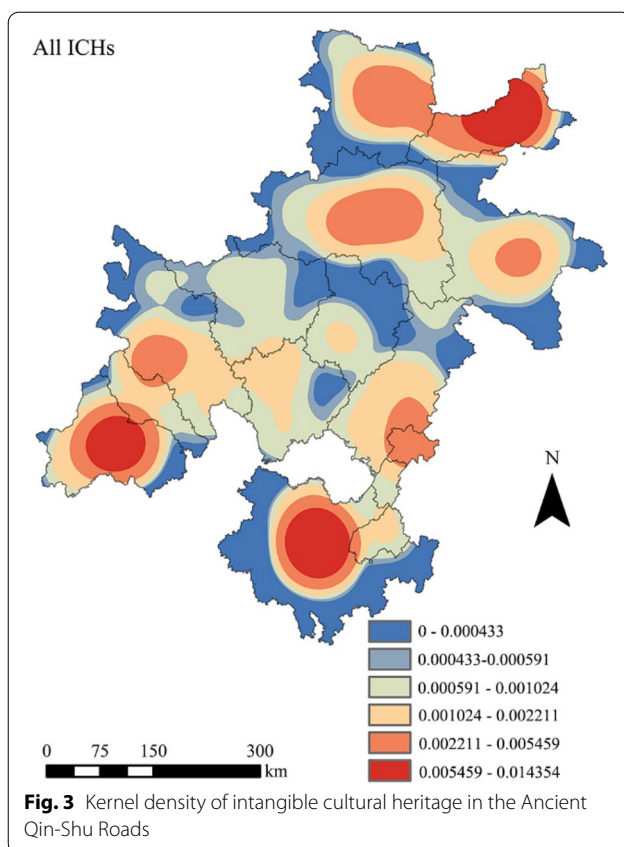 All ICHs
N
0 - 0.000433
0.000433-0.000591
0.000591 - 0.001024
0.001024 - 0.002211
0.002211 - 0.005459
0.005459 - 0.014354
0 75 150 300
km
Fig. 3 Kernel density of intangible cultural heritage in the Ancient
Qin-Shu Roads